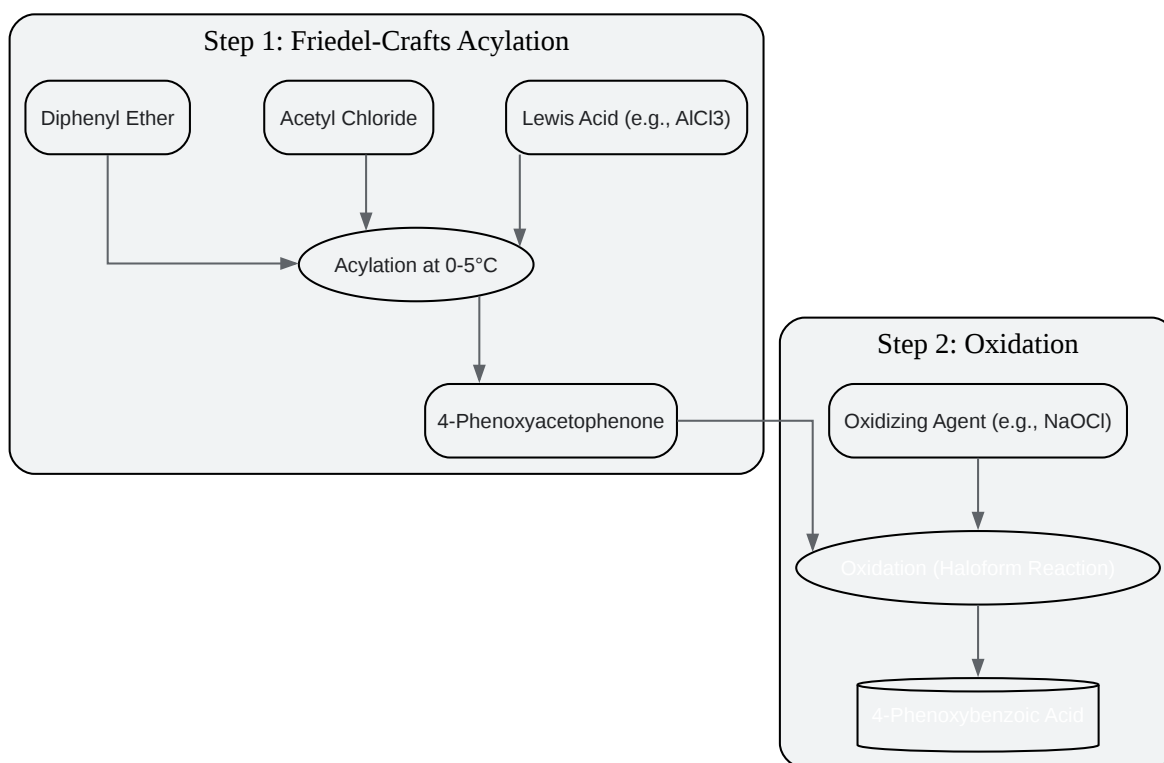 Step 1: Friedel-Crafts Acylation
Diphenyl Ether
Acetyl Chloride
Lewis Acid (e.g., AlCl3)
Acylation at 0-5°C
4-Phenoxyacetophenone
Step 2: Oxidation
Oxidizing Agent (e.g., NaOCl)
Oxidation (Haloform Reaction)
4-Phenoxybenzoic Acid